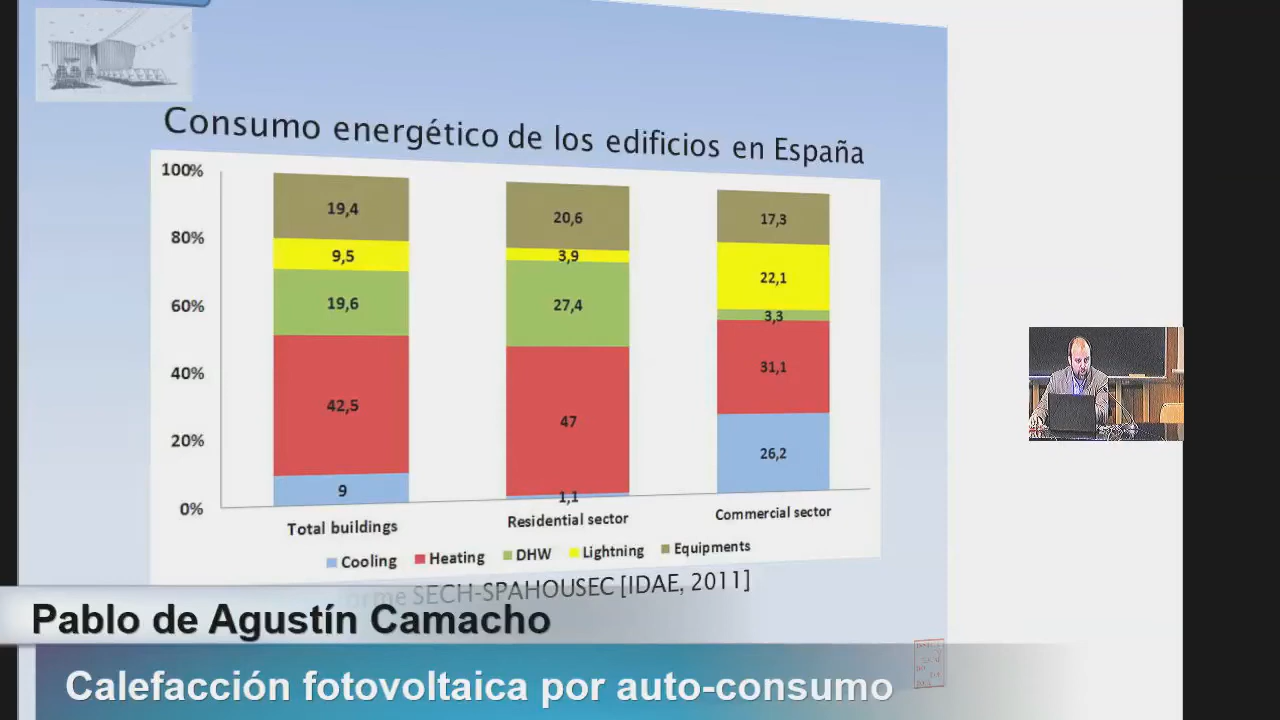 Consumo energético de los edificios en España
100%
80%
60%
40%
20%
0%
19,4
9,5
19,6
42,5
9
20,6
3,9
27,4
47
1,1
17,3
22,1
3,3
31,1
26,2
Total buildings
Residential sector
Commercial sector
Cooling
Heating
DHW
Lightning
Equipments
SECH-SPAHOUSEC [IDAE, 2011]
Pablo de Agustín Camacho
Calefacción fotovoltaica por auto-consumo